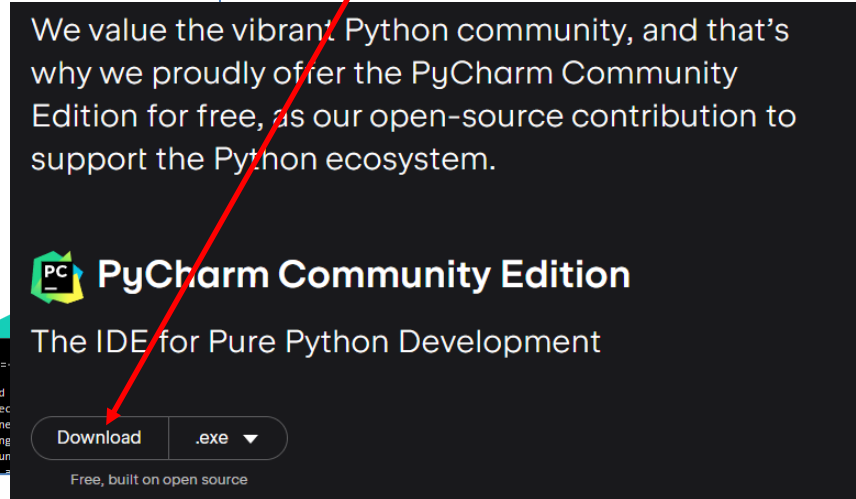 We value the vibrant Python community, and that’s
why we proudly offer the PyCharm Community
Edition for free, as our open-source contribution to
support the Python ecosystem.
PC
PyCharm Community Edition
The IDE for Pure Python Development
Download .exe
Free, built on open source